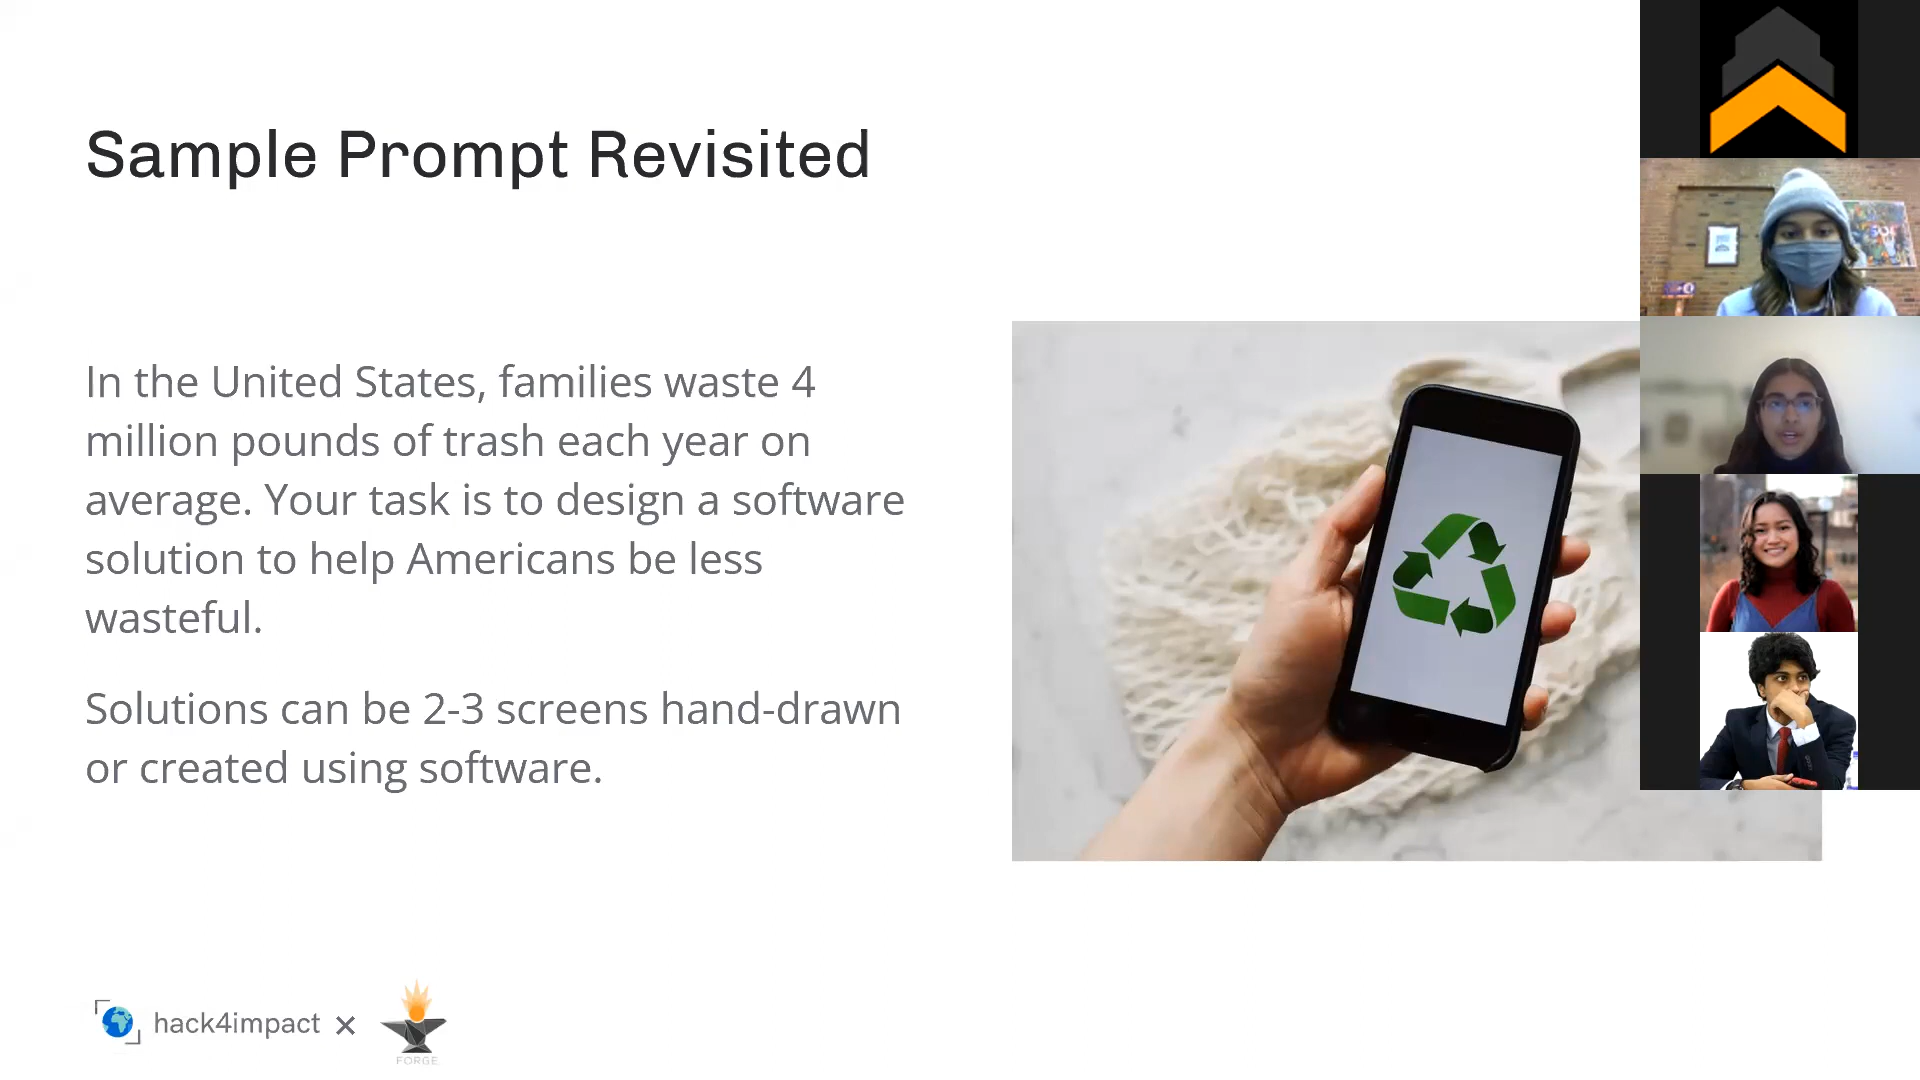 Sample Prompt Revisited
In the United States, families waste 4
million pounds of trash each year on
average. Your task is to design a software
solution to help Americans be less
wasteful.
Solutions can be 2-3 screens hand-drawn
or created using software.
hack4impact ×
FORGE